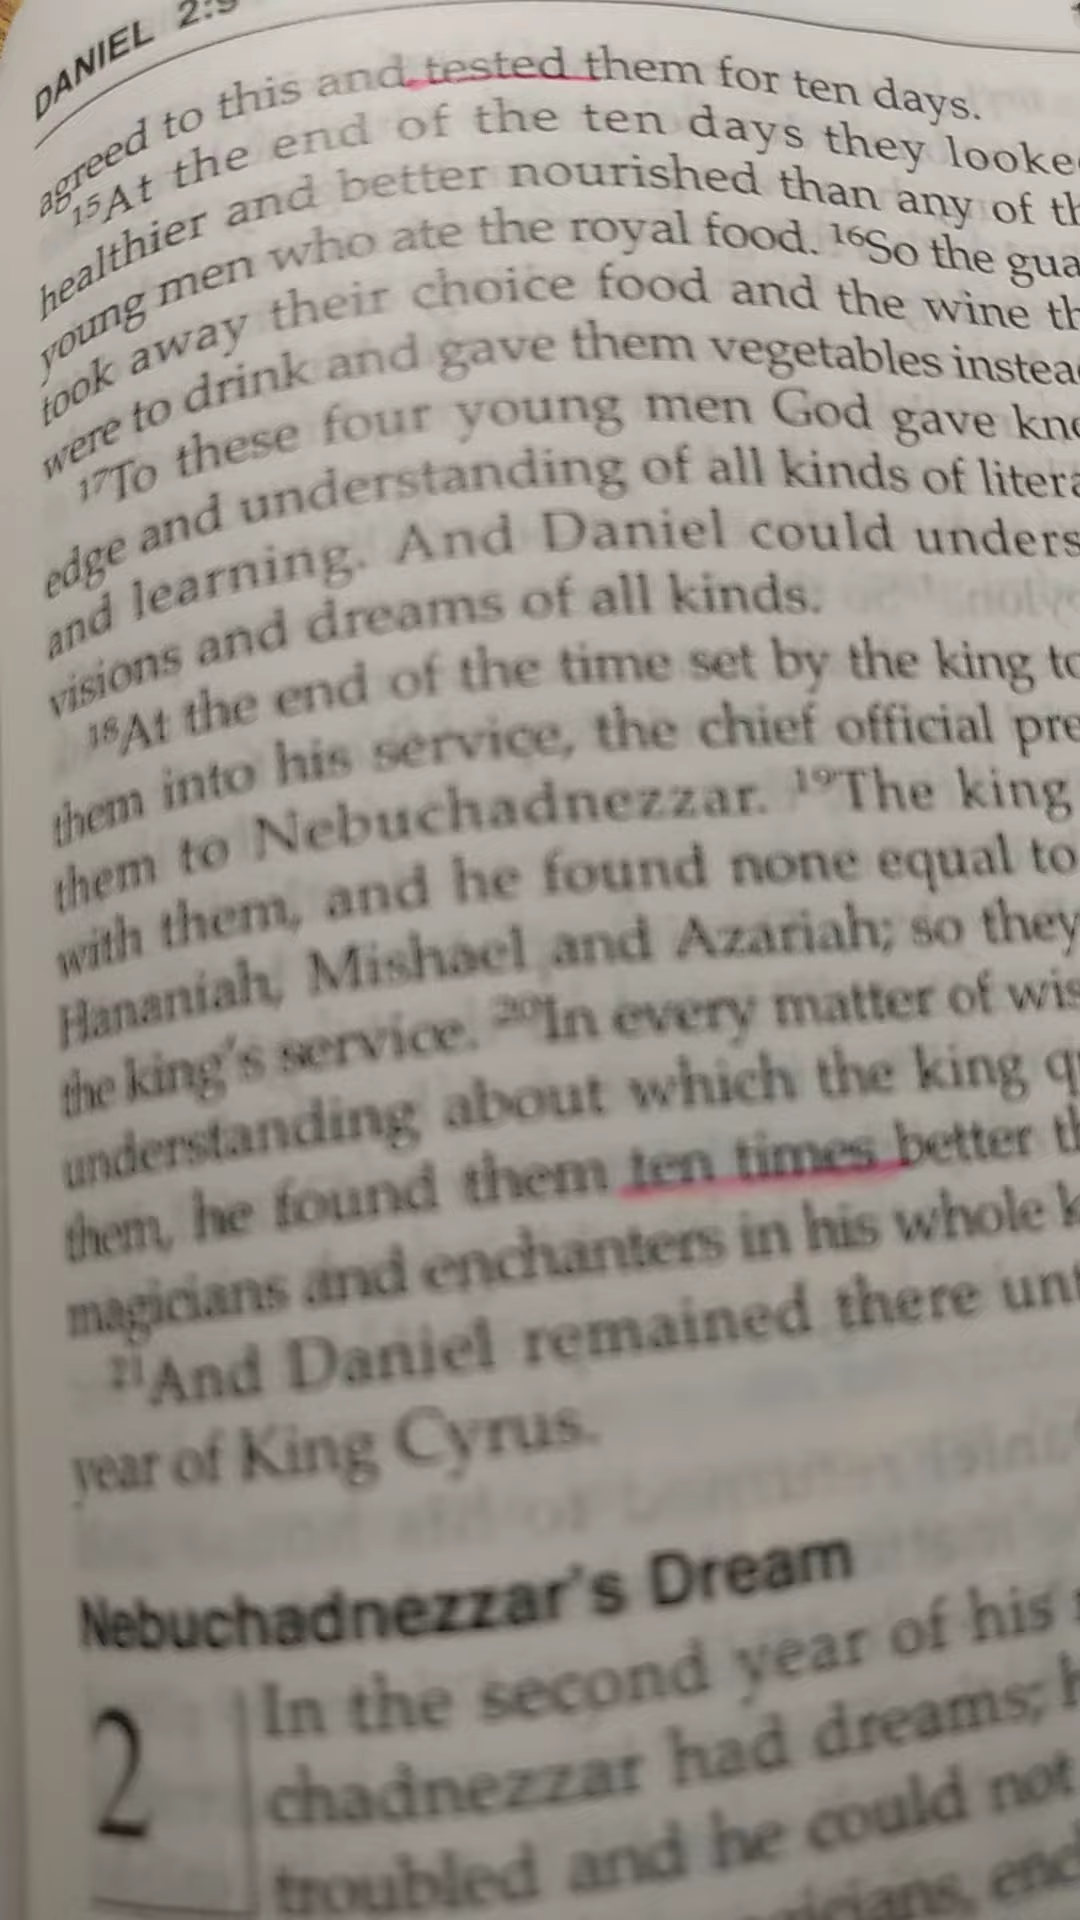 DANIEL 2:9
agreed to this and tested them for ten days.
15At the end of the ten days they looke
healthier and better nourished than any of th
young men who ate the royal food. 16So the gua
took away their choice food and the wine th
were to drink and gave them vegetables instea
17To these four young men God gave kno
edge and understanding of all kinds of litera
and learning. And Daniel could unders
visions and dreams of all kinds.
18At the end of the time set by the king to
them into his service, the chief official pre
them to Nebuchadnezzar. 19The king
with them, and he found none equal to
Hananiah, Mishael and Azariah; so they
the king's service. 20In every matter of wis
understanding about which the king q
them, he found them ten times better th
magicians and enchanters in his whole k
21And Daniel remained there unt
year of King Cyrus.
Nebuchadnezzar's Dream
2 In the second year of his
chadnezzar had dreams; h
troubled and he could not